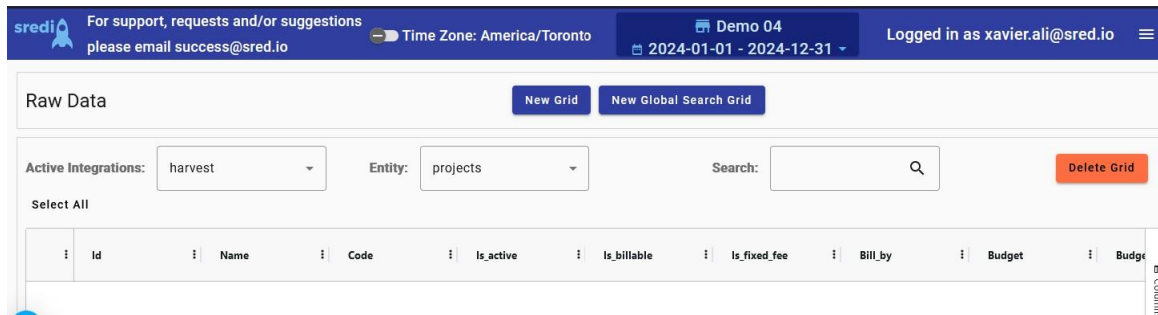 sredi
For support, requests and/or suggestions
please email success@sred.io
Time Zone: America/Toronto
Demo 04
2024-01-01 - 2024-12-31
Logged in as xavier.ali@sred.io
Raw Data
New Grid
New Global Search Grid
Active Integrations:
harvest
Entity:
projects
Search:
Delete Grid
Select All
Id
Name
Code
Is_active
Is_billable
Is_fixed_fee
Bill_by
Budget
Budge